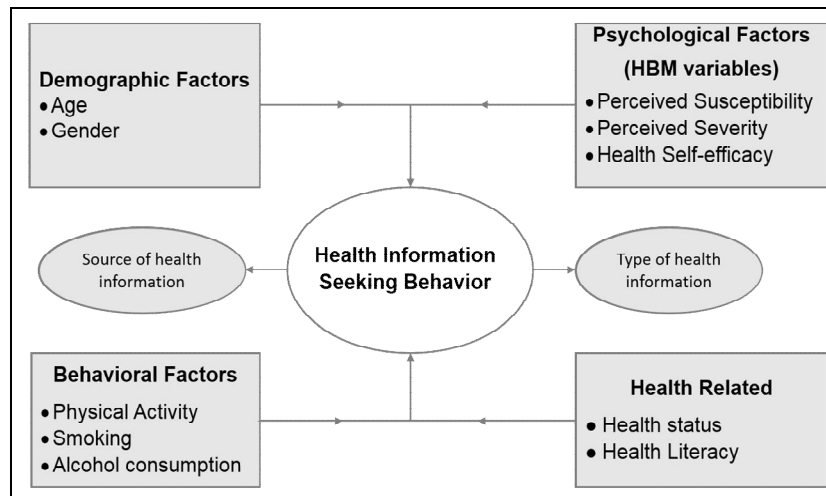 Demographic Factors
• Age
• Gender
Psychological Factors
(HBM variables)
• Perceived Susceptibility
• Perceived Severity
• Health Self-efficacy
Source of health
information
Health Information
Seeking Behavior
Type of health
information
Behavioral Factors
• Physical Activity
• Smoking
• Alcohol consumption
Health Related
• Health status
• Health Literacy